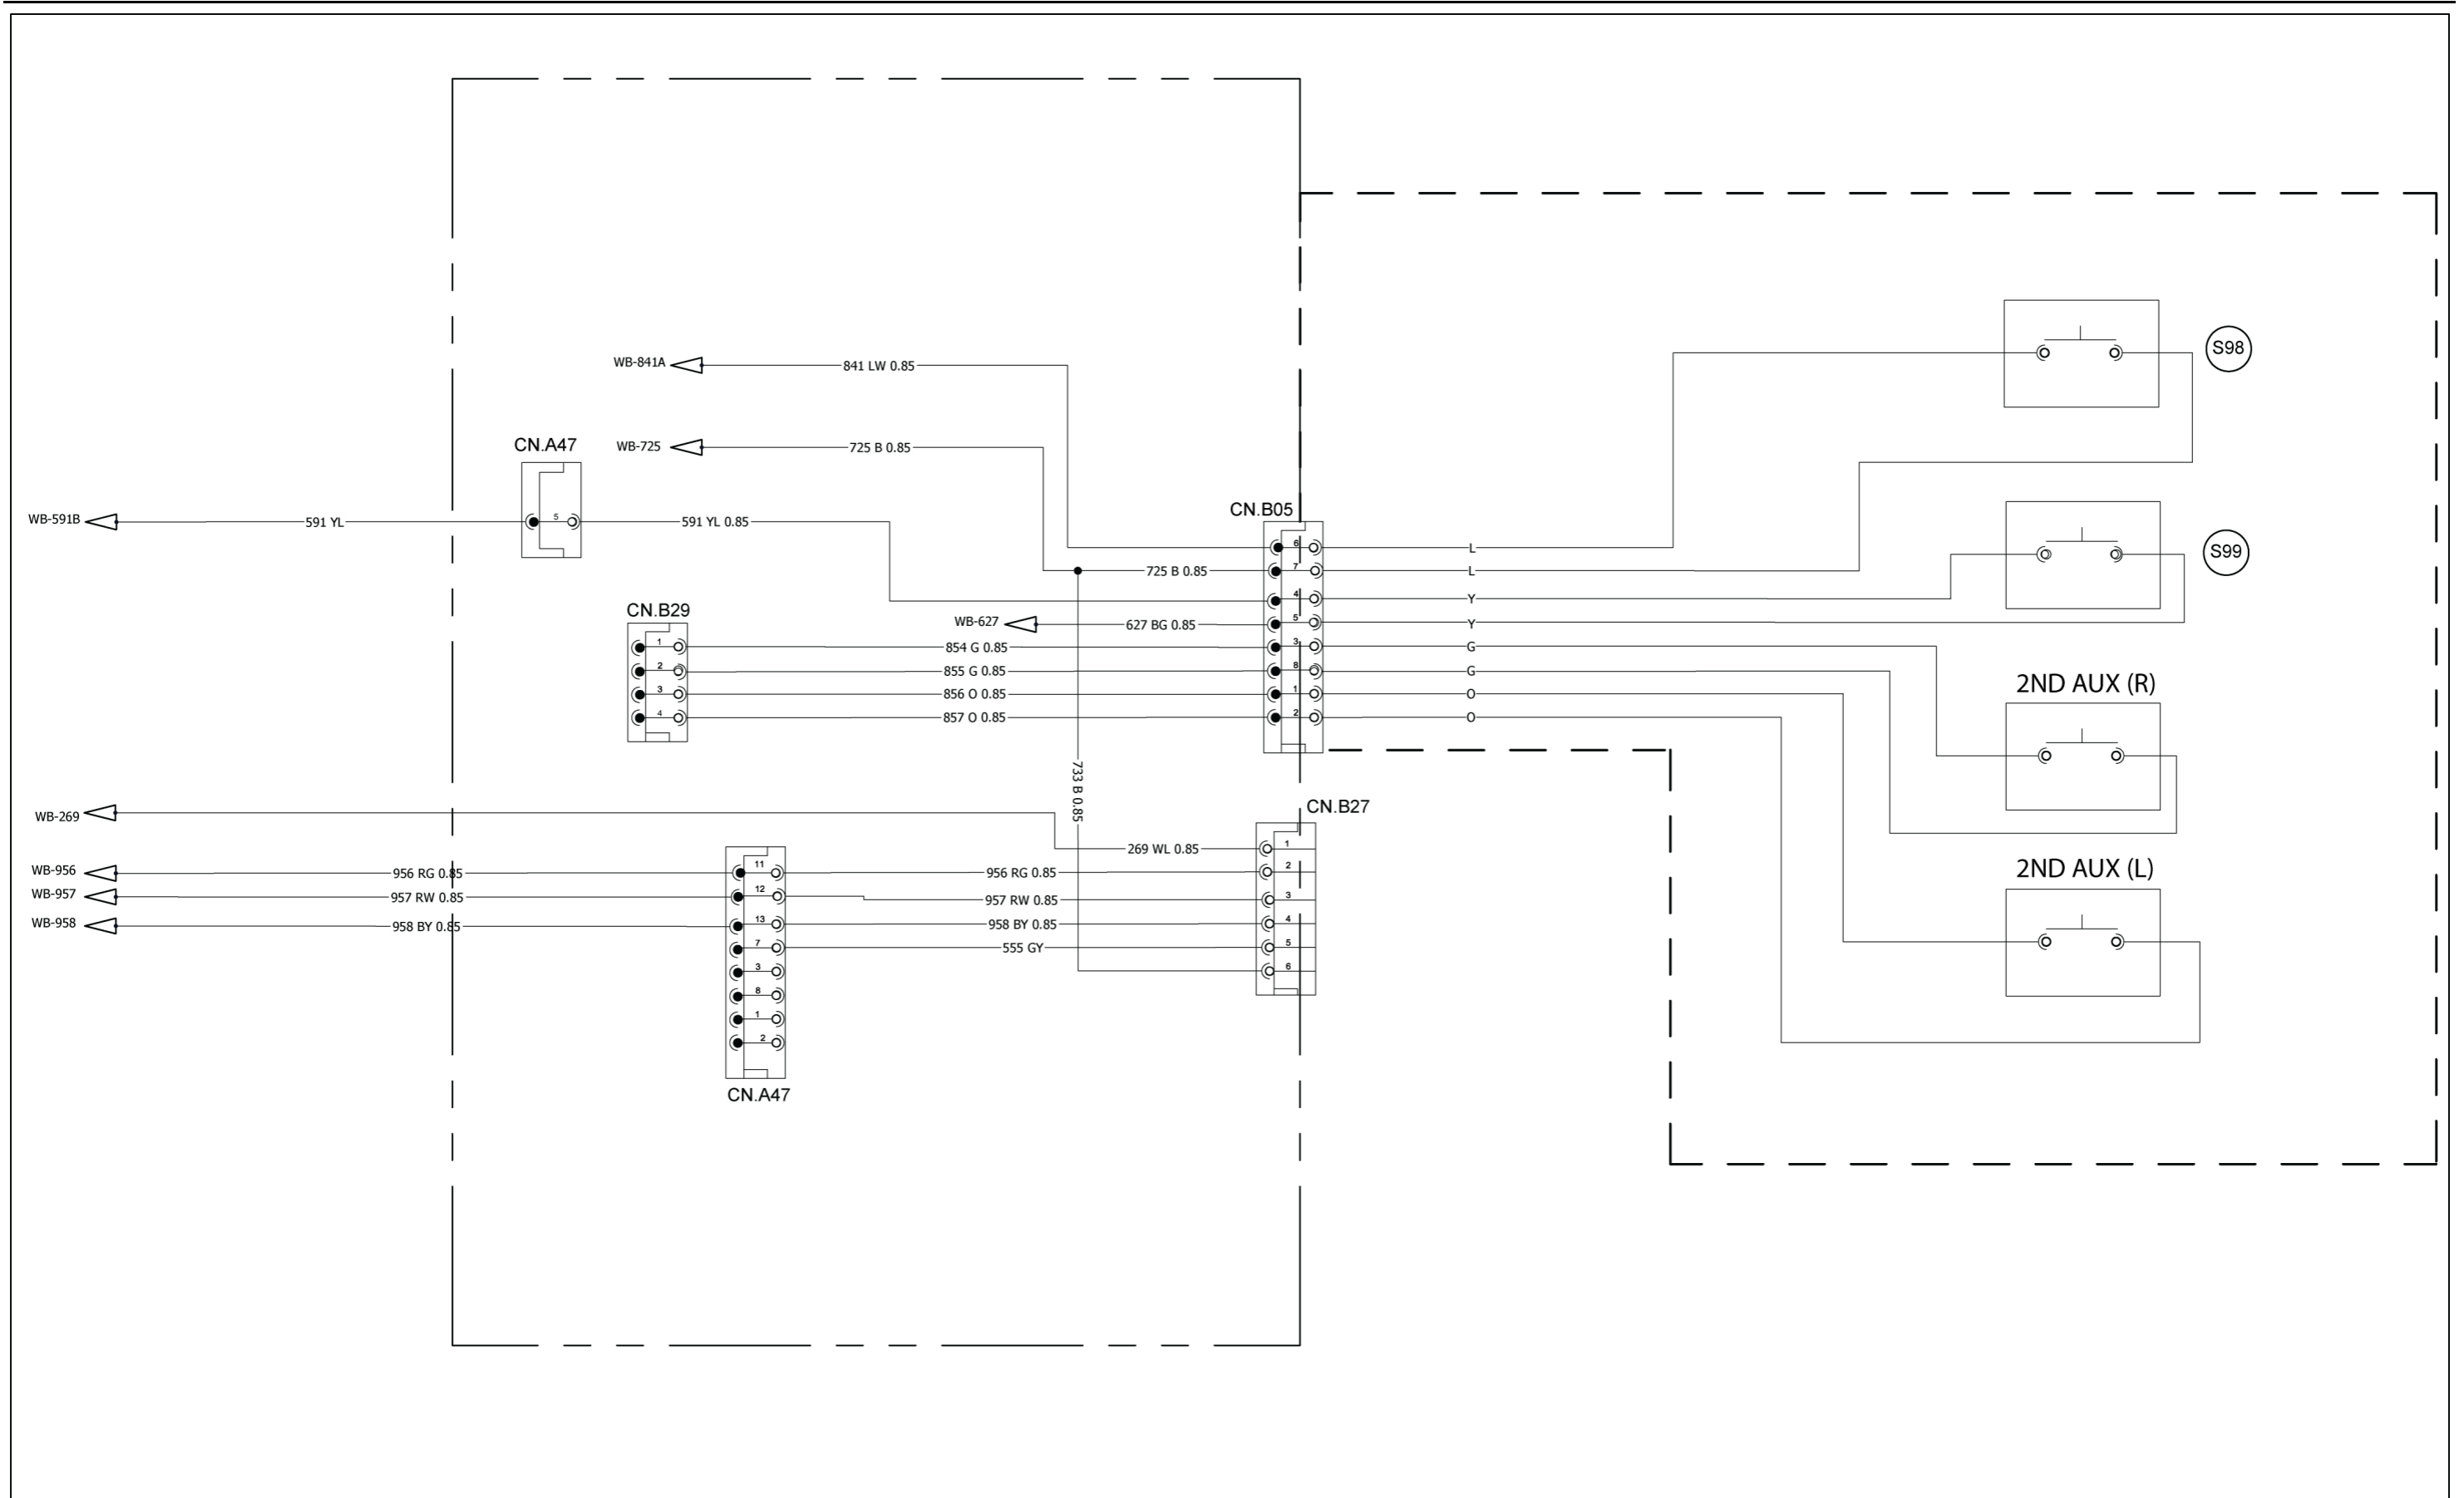 S98
WB-841A
841 LW 0.85
CN.A47
WB-725
725 B 0.85
CN.B05
WB-591B
591 YL
5
591 YL 0.85
S99
6
L
725 B 0.85
7
L
4
Y
CN.B29
WB-627
627 BG 0.85
5
Y
1
854 G 0.85
3
G
2
855 G 0.85
8
G
3
856 O 0.85
1
O
4
857 O 0.85
2
O
2ND AUX (R)
733 B 0.85
CN.B27
WB-269
269 WL 0.85
1
2ND AUX (L)
WB-956
956 RG 0.85
11
956 RG 0.85
2
WB-957
957 RW 0.85
12
957 RW 0.85
3
WB-958
958 BY 0.85
13
958 BY 0.85
4
7
555 GY
5
3
6
8
1
2
CN.A47